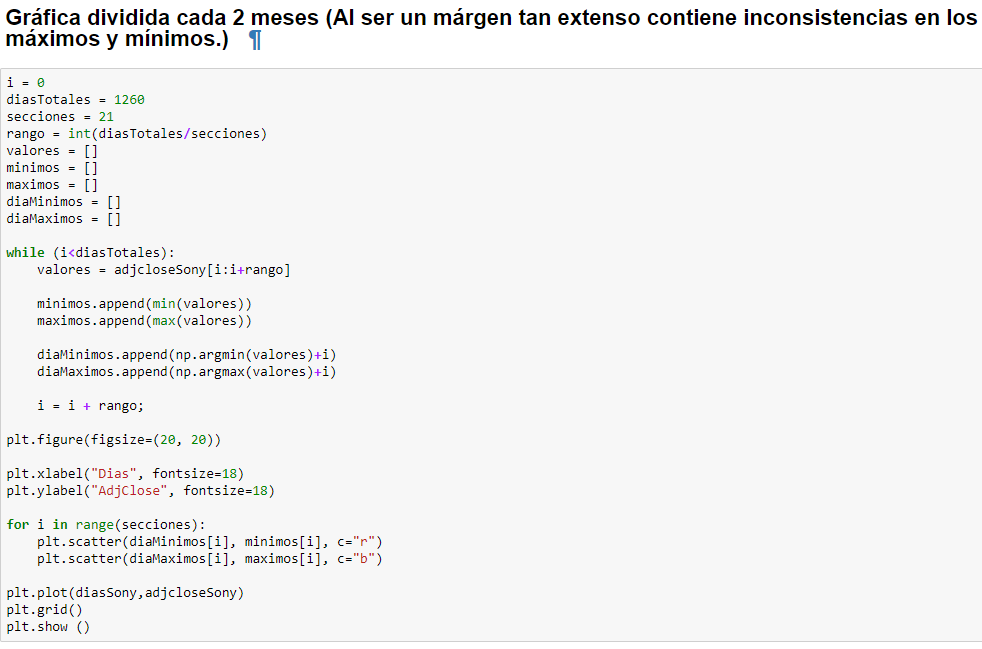 Gráfica dividida cada 2 meses (Al ser un márgen tan extenso contiene inconsistencias en los
máximos y mínimos.) ¶
i = 0
diasTotales = 1260
secciones = 21
rango = int(diasTotales/secciones)
valores = []
minimos = []
maximos = []
diaMinimos = []
diaMaximos = []
while (i<diasTotales):
    valores = adjcloseSony[i:i+rango]
    minimos.append(min(valores))
    maximos.append(max(valores))
    diaMinimos.append(np.argmin(valores)+i)
    diaMaximos.append(np.argmax(valores)+i)
    i = i + rango;
plt.figure(figsize=(20, 20))
plt.xlabel("Dias", fontsize=18)
plt.ylabel("AdjClose", fontsize=18)
for i in range(secciones):
    plt.scatter(diaMinimos[i], minimos[i], c="r")
    plt.scatter(diaMaximos[i], maximos[i], c="b")
plt.plot(diasSony,adjcloseSony)
plt.grid()
plt.show ()